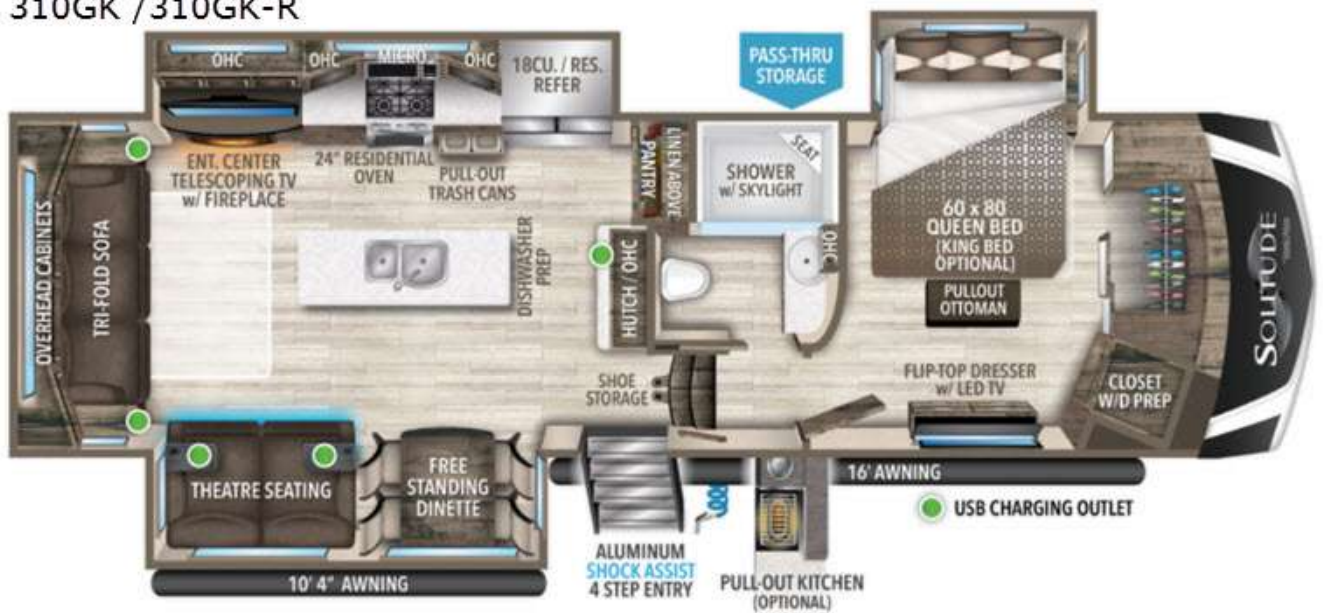 310GK /310GK-R
OHC
OHC
MICRO
OHC
18CU. / RES.
REFER
PASS-THRU
STORAGE
ENT. CENTER
TELESCOPING TV
w/ FIREPLACE
24" RESIDENTIAL
OVEN
PULL-OUT
TRASH CANS
PANTRY
LINEN ABOVE
SHOWER
w/ SKYLIGHT
SEAT
OHC
60 x 80
QUEEN BED
(KING BED
OPTIONAL)
PULLOUT
OTTOMAN
OVERHEAD CABINETS
TRI-FOLD SOFA
DISHWASHER
PREP
HUTCH / OHC
SHOE
STORAGE
FLIP-TOP DRESSER
w/ LED TV
CLOSET
W/D PREP
SOLITUDE
THEATRE SEATING
FREE
STANDING
DINETTE
16' AWNING
USB CHARGING OUTLET
ALUMINUM
SHOCK ASSIST
4 STEP ENTRY
PULL-OUT KITCHEN
(OPTIONAL)
10' 4" AWNING